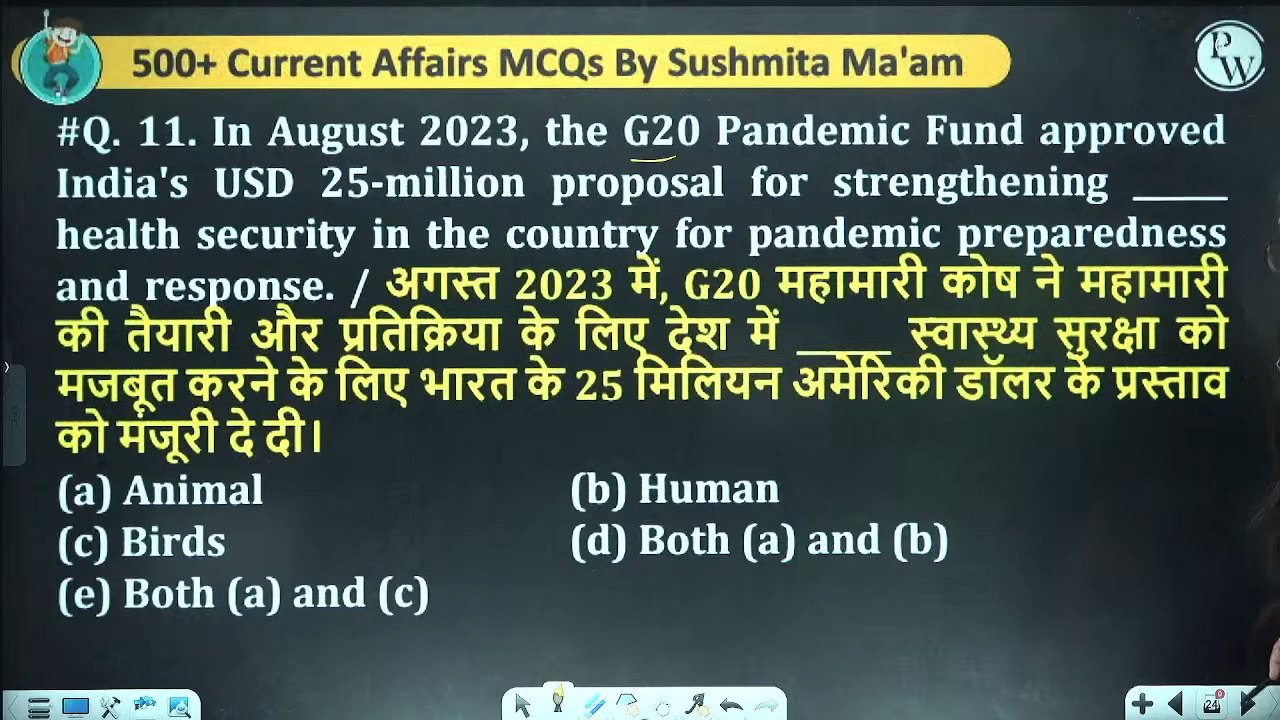 500+ Current Affairs MCQs By Sushmita Ma'am
PW
#Q. 11. In August 2023, the G20 Pandemic Fund approved
India's USD 25-million proposal for strengthening _____
health security in the country for pandemic preparedness
and response. / अगस्त 2023 में, G20 महामारी कोष ने महामारी
की तैयारी और प्रतिक्रिया के लिए देश में _____ स्वास्थ्य सुरक्षा को
मजबूत करने के लिए भारत के 25 मिलियन अमेरिकी डॉलर के प्रस्ताव
को मंजूरी दे दी।
(a) Animal (b) Human
(c) Birds (d) Both (a) and (b)
(e) Both (a) and (c)
24 0